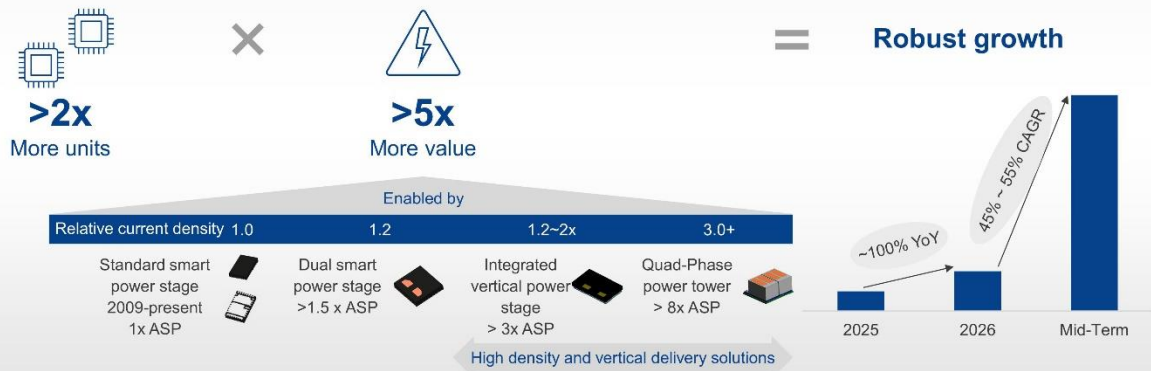 >2x
More units
×
>5x
More value
=
Robust growth
Enabled by
Relative current density 1.0 1.2 1.2~2x 3.0+
Standard smart
power stage
2009-present
1x ASP
Dual smart
power stage
>1.5 x ASP
Integrated
vertical power
stage
> 3x ASP
Quad-Phase
power tower
> 8x ASP
High density and vertical delivery solutions
~100% YoY
45% ~ 55% CAGR
2025
2026
Mid-Term